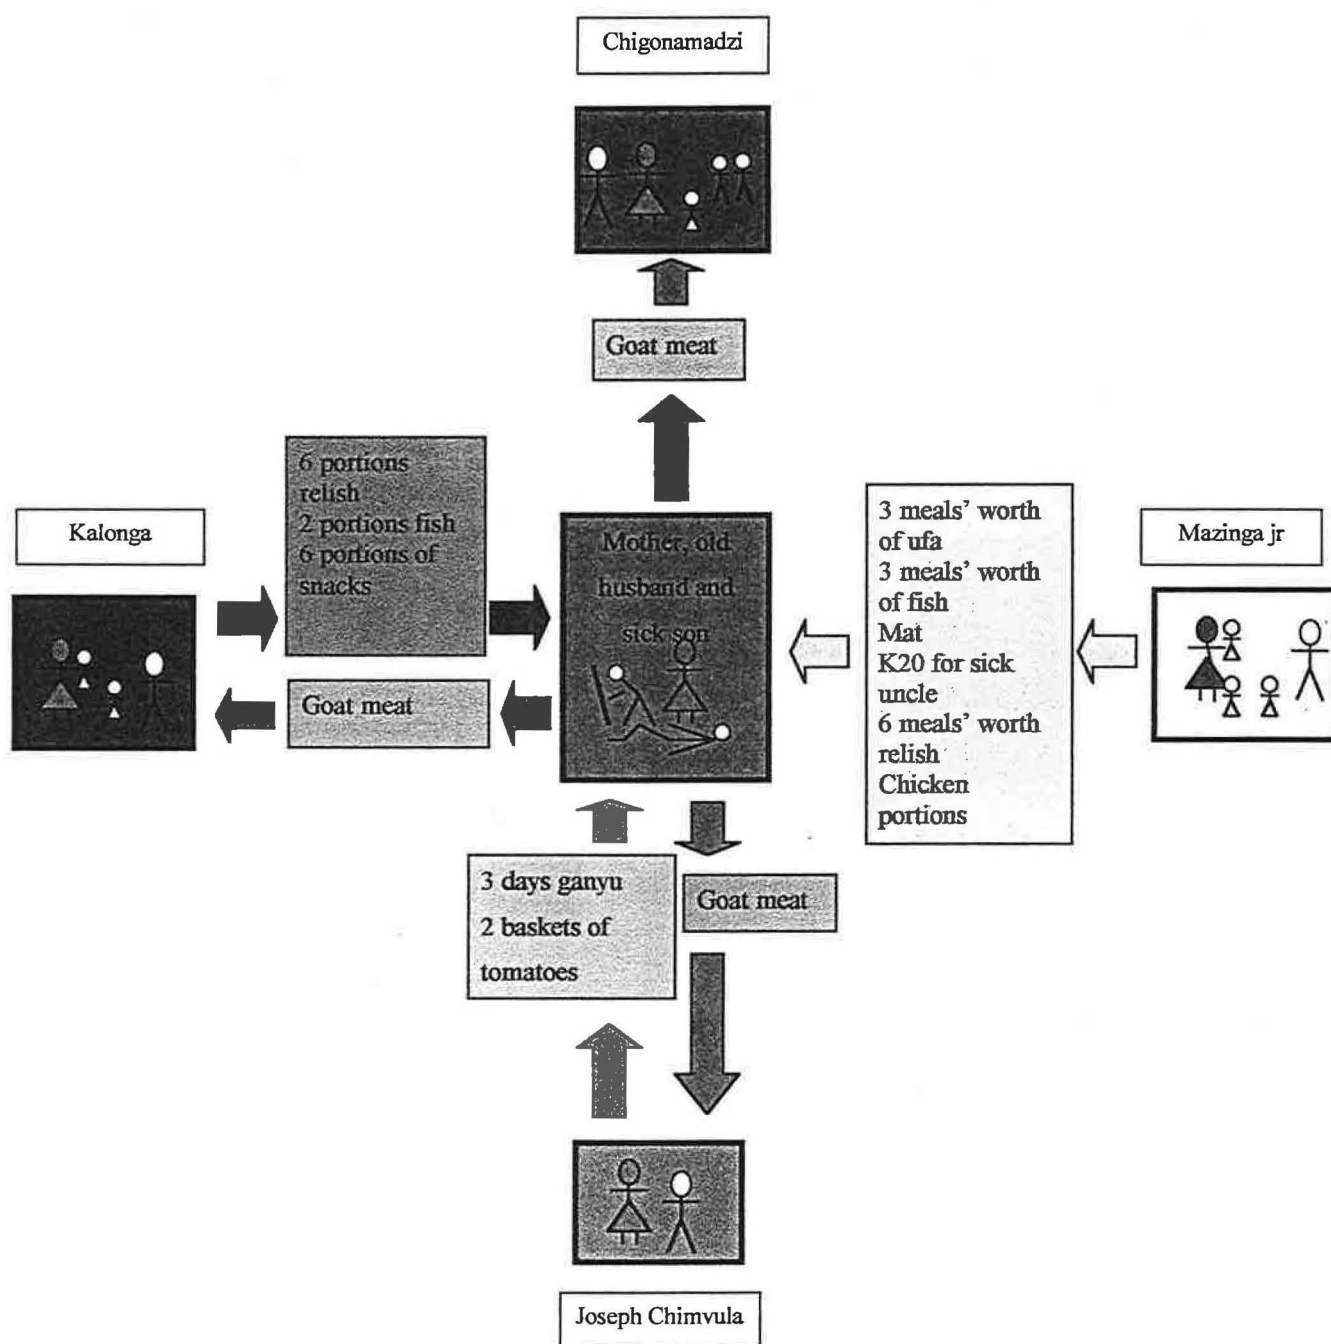 Chigonamadzi
Goat meat
6 portions
relish
2 portions fish
6 portions of
snacks
Kalonga
Goat meat
Mother, old
husband and
sick son
3 meals’ worth
of ufa
3 meals’ worth
of fish
Mat
K20 for sick
uncle
6 meals’ worth
relish
Chicken
portions
Mazinga jr
3 days ganyu
2 baskets of
tomatoes
Goat meat
Joseph Chimvula